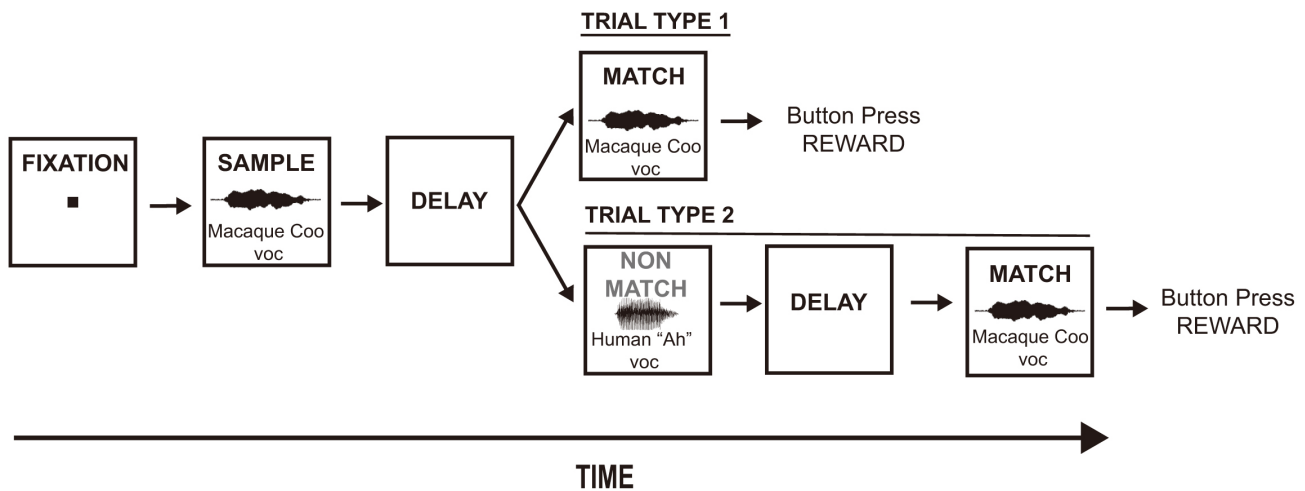 TRIAL TYPE 1
MATCH
Macaque Coo
voc
Button Press
REWARD
FIXATION
SAMPLE
Macaque Coo
voc
DELAY
TRIAL TYPE 2
NON
MATCH
Human “Ah”
voc
DELAY
MATCH
Macaque Coo
voc
Button Press
REWARD
TIME